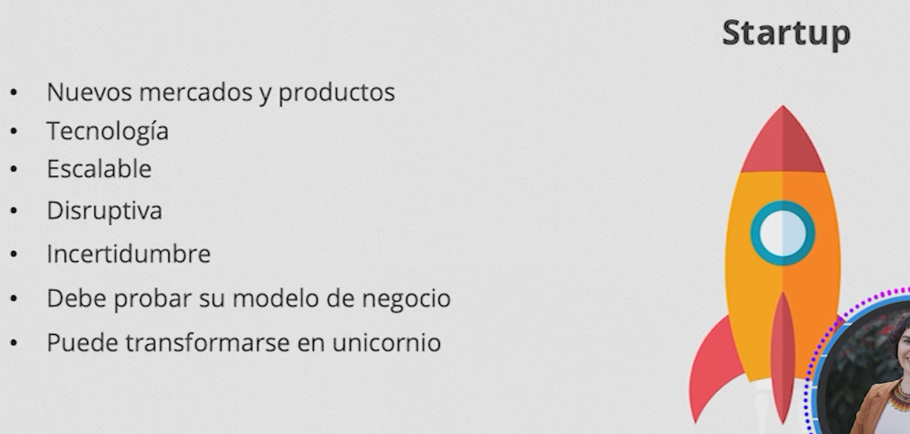 Startup
• Nuevos mercados y productos
• Tecnología
• Escalable
• Disruptiva
• Incertidumbre
• Debe probar su modelo de negocio
• Puede transformarse en unicornio